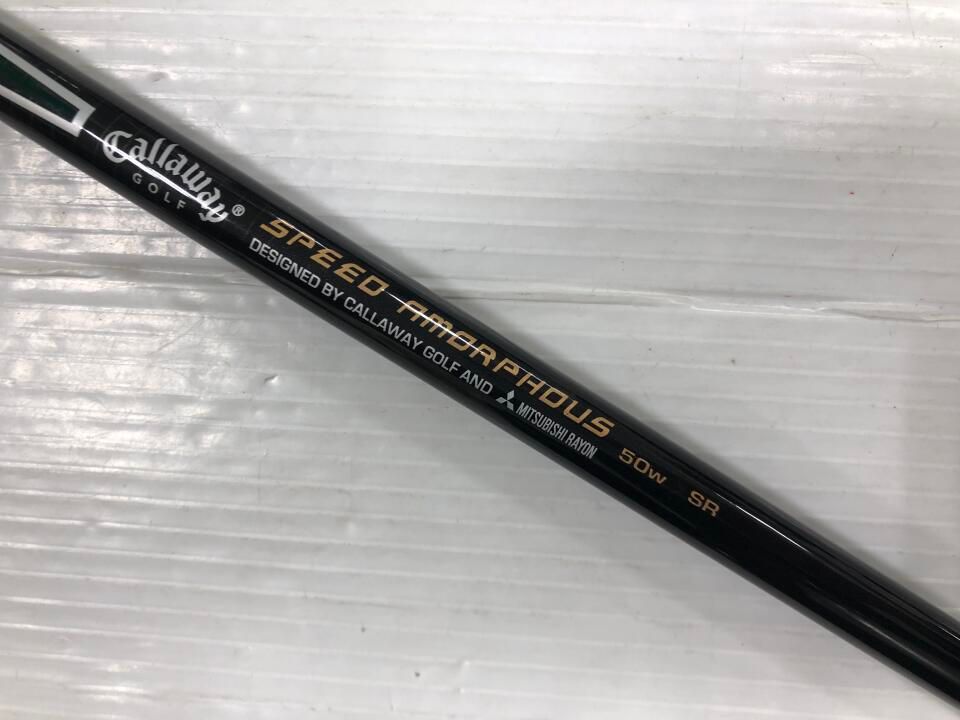 Callaway®
GOLF
SPEED AMORPHOUS 50w SR
DESIGNED BY CALLAWAY GOLF AND MITSUBISHI RAYON